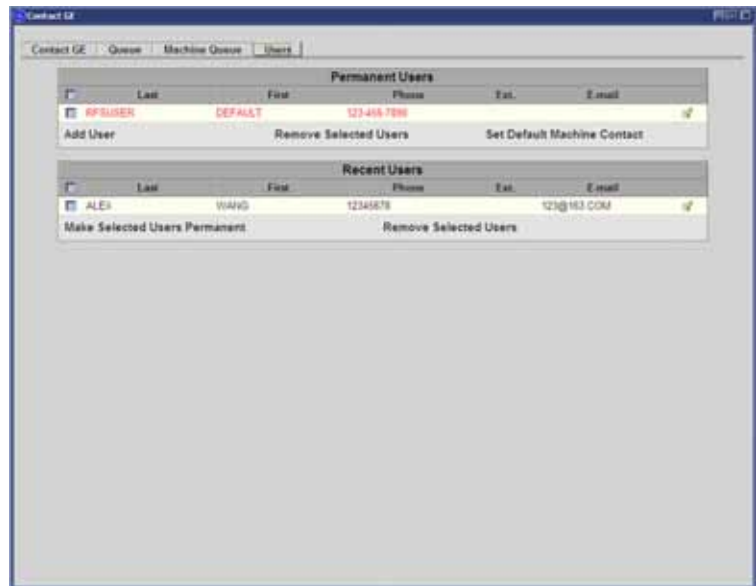 Contact GE
Contact GE Queue Machine Queue Users
Permanent Users
Last First Phone Ext. E-mail
RFSUSER DEFAULT 123-456-7890
Add User Remove Selected Users Set Default Machine Contact
Recent Users
Last First Phone Ext. E-mail
ALEX WANG 12345678 123@163.COM
Make Selected Users Permanent Remove Selected Users